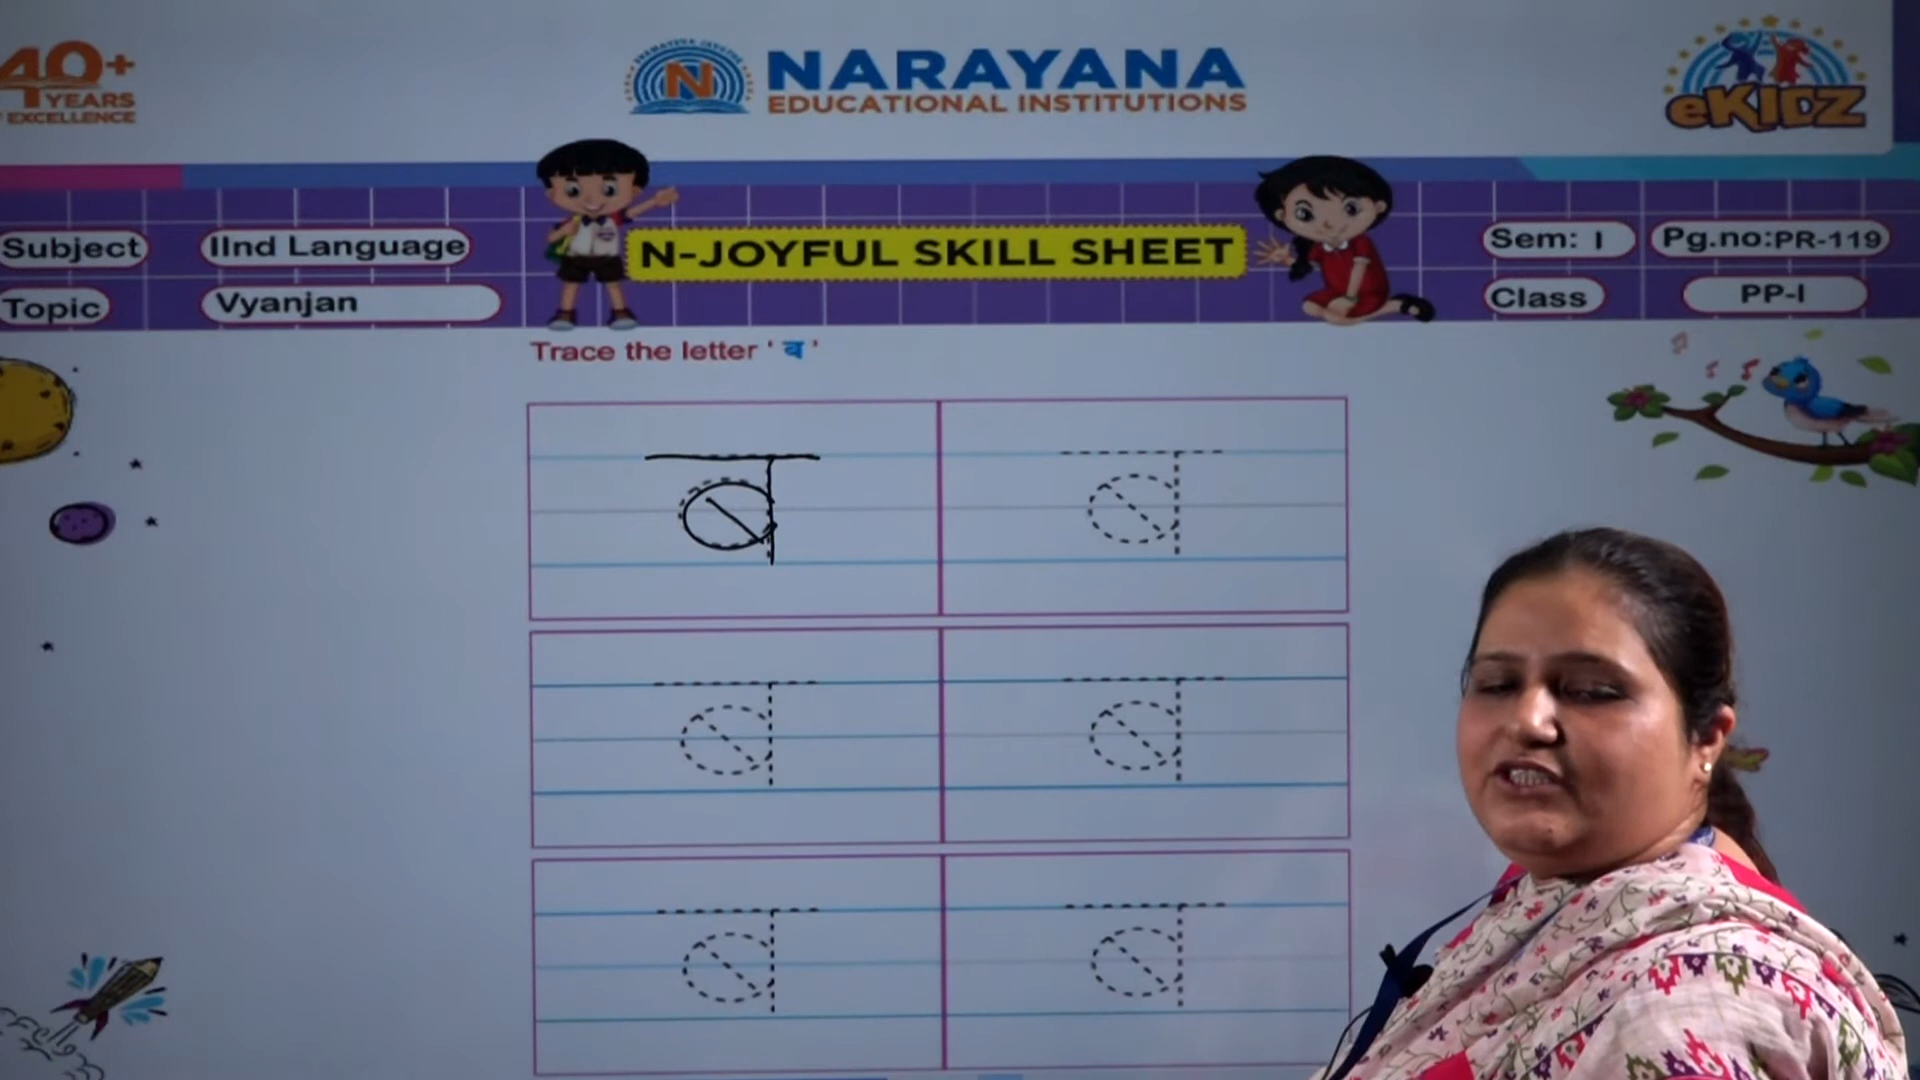 40+
YEARS
EXCELLENCE
N
NARAYANA
EDUCATIONAL INSTITUTIONS
eKIDZ
Subject
IInd Language
N-JOYFUL SKILL SHEET
Sem: I
Pg.no:PR-119
Topic
Vyanjan
Class
PP-I
Trace the letter ' ब '
ब ब
ब ब
ब ब